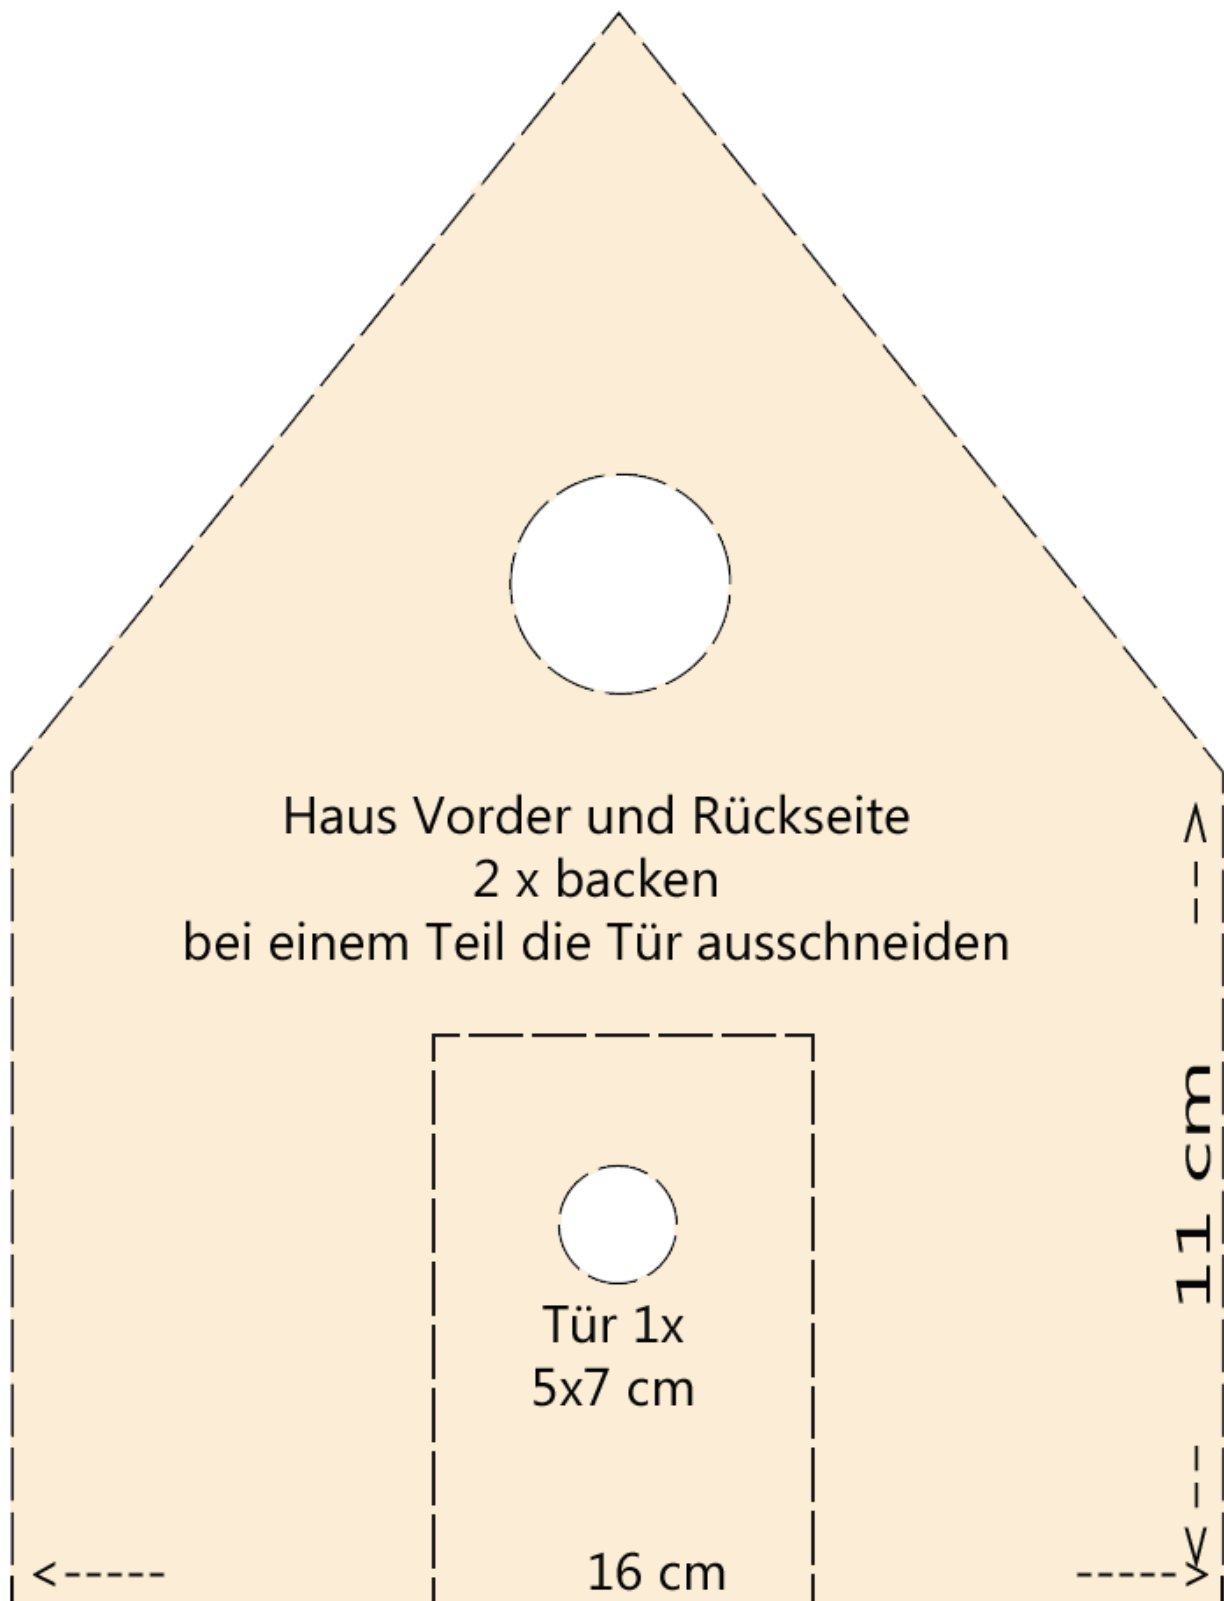 Haus Vorder und Rückseite
2 x backen
bei einem Teil die Tür ausschneiden
11 cm
Tür 1x
5x7 cm
16 cm